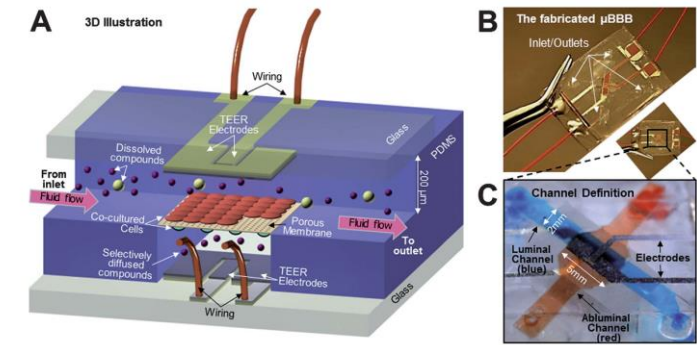 A
3D Illustration
Wiring
TEER
Electrodes
Glass
PDMS
Dissolved
compounds
200 µm
From
inlet
Fluid flow
Co-cultured
Cells
Porous
Membrane
Fluid flow
To
outlet
Selectively
diffused
compounds
TEER
Electrodes
Glass
Wiring
B
The fabricated µBBB
Inlet/Outlets
C
Channel Definition
2mm
Luminal
Channel
(blue)
5mm
Electrodes
Abluminal
Channel
(red)